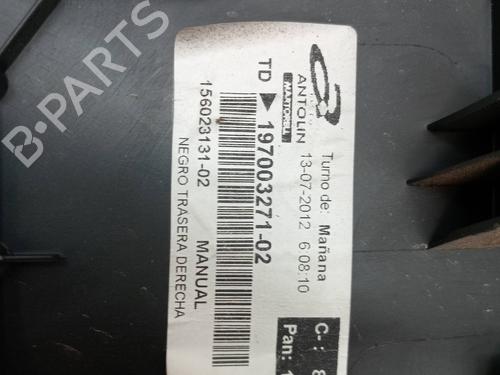 ANTOLIN
MARTORELL
Turno de: Mañana
13-07-2012 6:08:10
TD 197003271-02
156023131-02 MANUAL
NEGRO TRASERA DERECHA
C- : 8
Pan: 1
B-PARTS